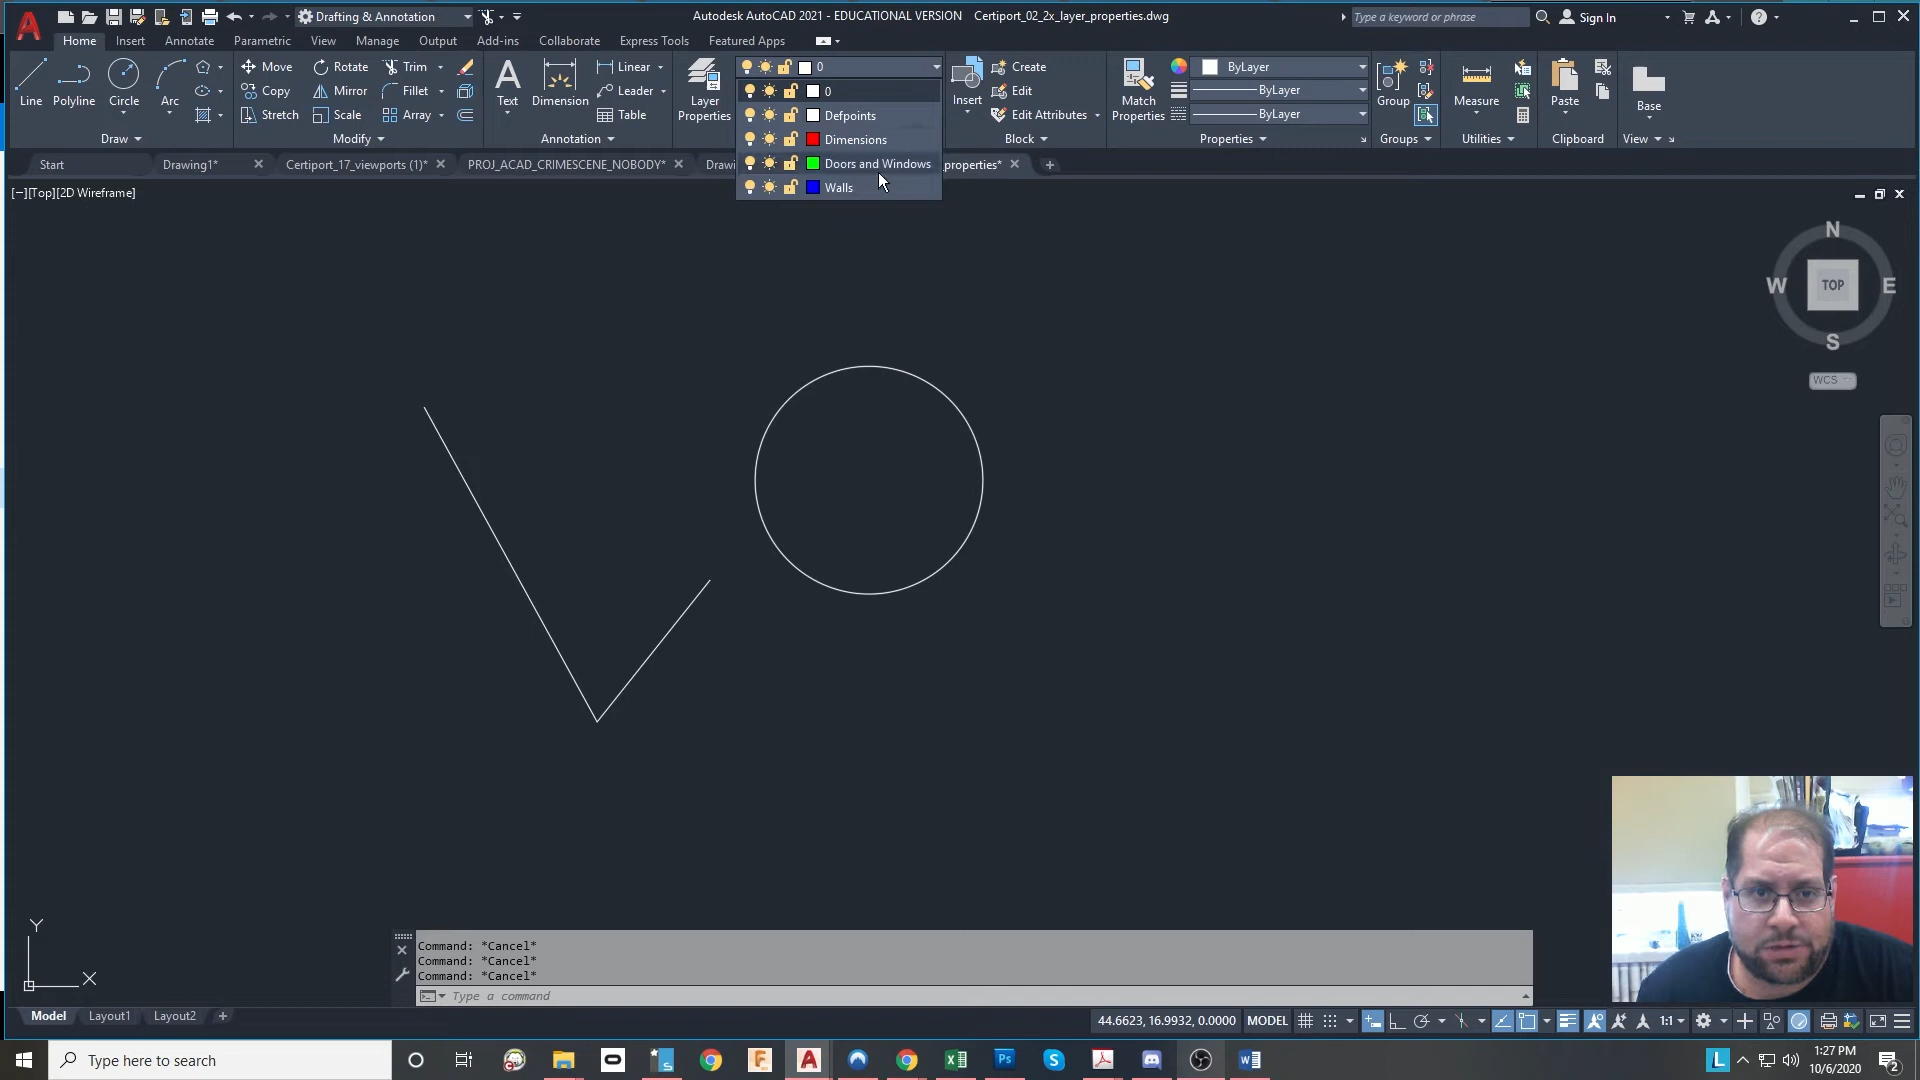 Drafting & Annotation
Autodesk AutoCAD 2021 - EDUCATIONAL VERSION Certiport_02_2x_layer_properties.dwg
Type a keyword or phrase
Sign In
Home Insert Annotate Parametric View Manage Output Add-ins Collaborate Express Tools Featured Apps
Line
Polyline
Circle
Arc
Draw
Move
Copy
Stretch
Rotate
Mirror
Scale
Trim
Fillet
Array
Modify
Text
Dimension
Linear
Leader
Table
Annotation
Layer
Properties
0
0
Defpoints
Dimensions
Doors and Windows
Walls
Insert
Create
Edit
Edit Attributes
Block
Match
Properties
ByLayer
ByLayer
ByLayer
Properties
Group
Groups
Measure
Utilities
Paste
Clipboard
Base
View
Start Drawing1* Certiport_17_viewports (1)* PROJ_ACAD_CRIMESCENE_NOBODY* Drawi _properties*
[−][Top][2D Wireframe]
N
W TOP E
S
WCS
Y
X
Command: *Cancel*
Command: *Cancel*
Command: *Cancel*
Type a command
Model Layout1 Layout2
44.6623, 16.9932, 0.0000 MODEL 1:1
Type here to search
1:27 PM
10/6/2020
2